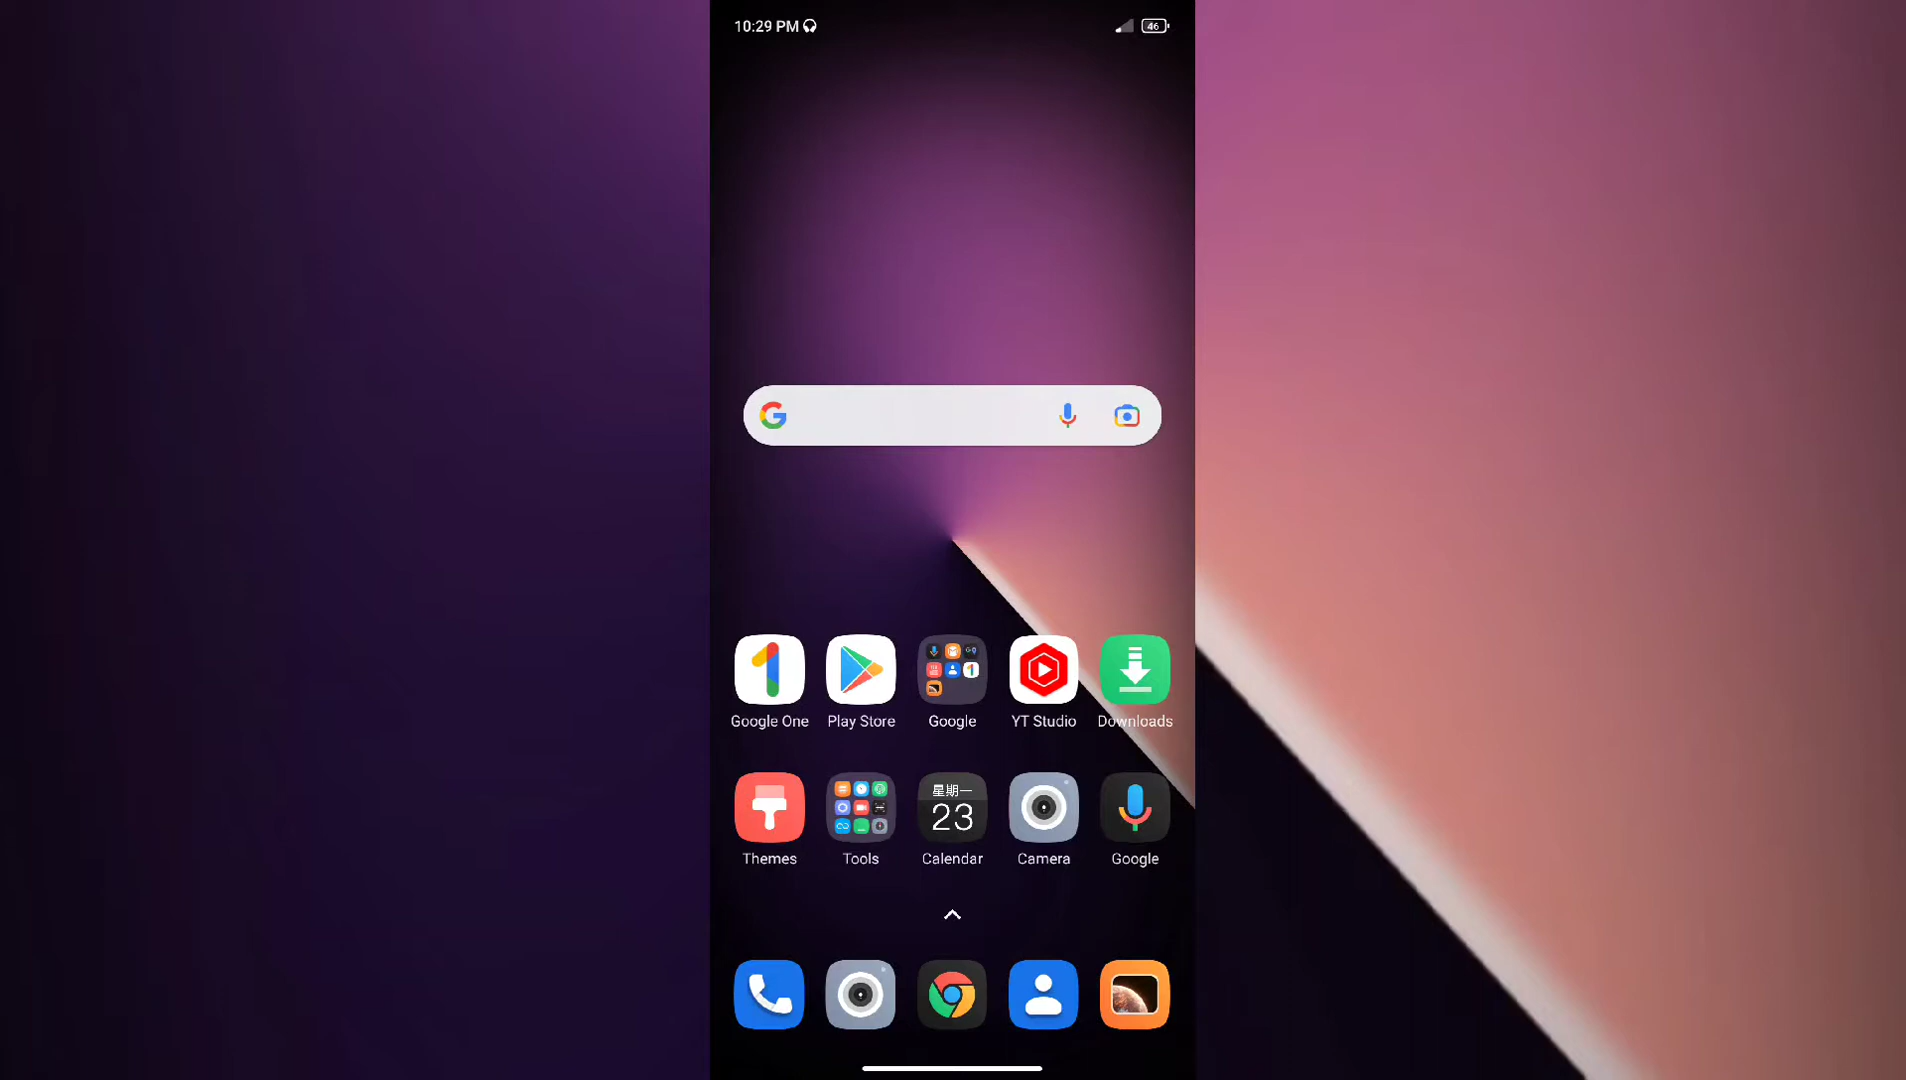 10:29 PM
46
Google One
Play Store
Google
YT Studio
Downloads
星期一
23
Themes
Tools
Calendar
Camera
Google